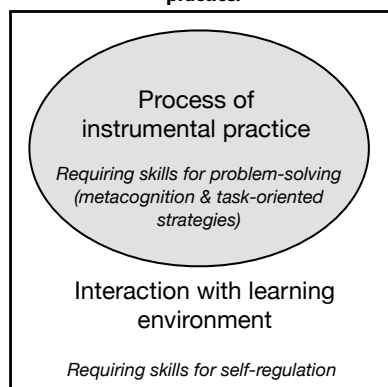 practice.
Process of
instrumental practice
Requiring skills for problem-solving
(metacognition & task-oriented
strategies)
Interaction with learning
environment
Requiring skills for self-regulation